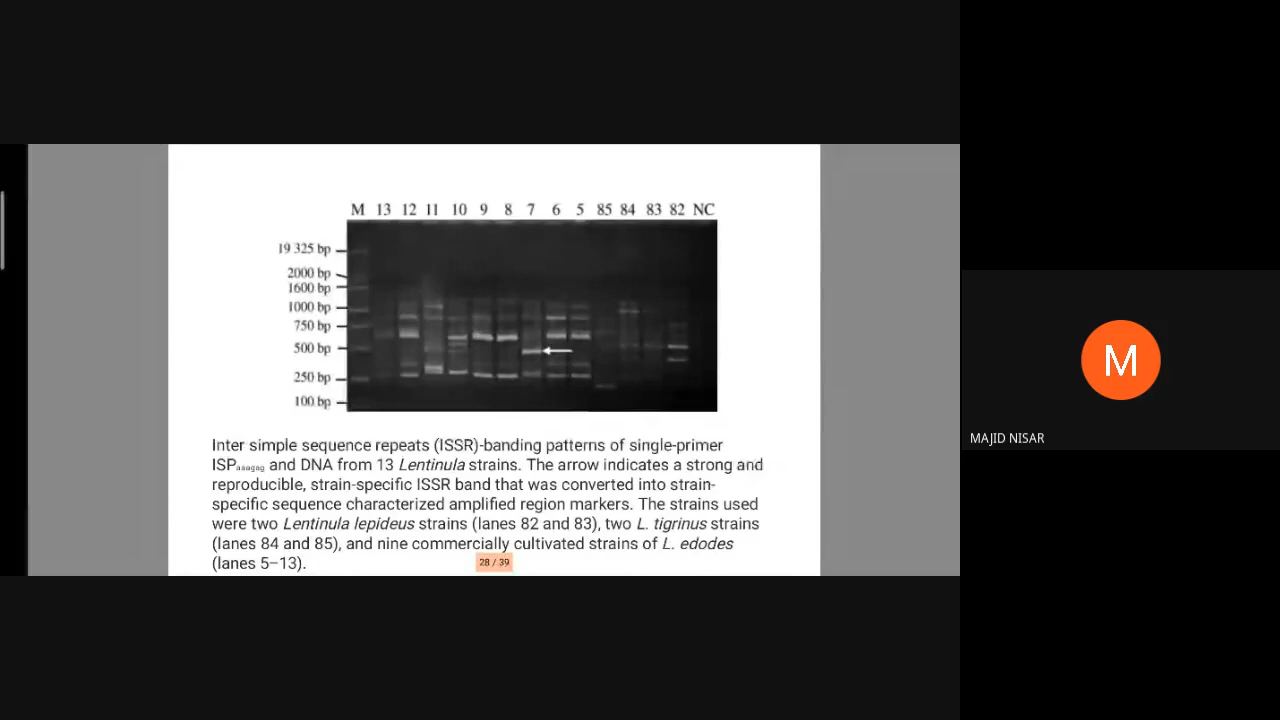 M 13 12 11 10 9 8 7 6 5 85 84 83 82 NC
19 325 bp
2000 bp
1600 bp
1000 bp
750 bp
500 bp
250 bp
100 bp
Inter simple sequence repeats (ISSR)-banding patterns of single-primer
ISPaaagag and DNA from 13 Lentinula strains. The arrow indicates a strong and
reproducible, strain-specific ISSR band that was converted into strain-
specific sequence characterized amplified region markers. The strains used
were two Lentinula lepideus strains (lanes 82 and 83), two L. tigrinus strains
(lanes 84 and 85), and nine commercially cultivated strains of L. edodes
(lanes 5–13).
28 / 39
M
MAJID NISAR